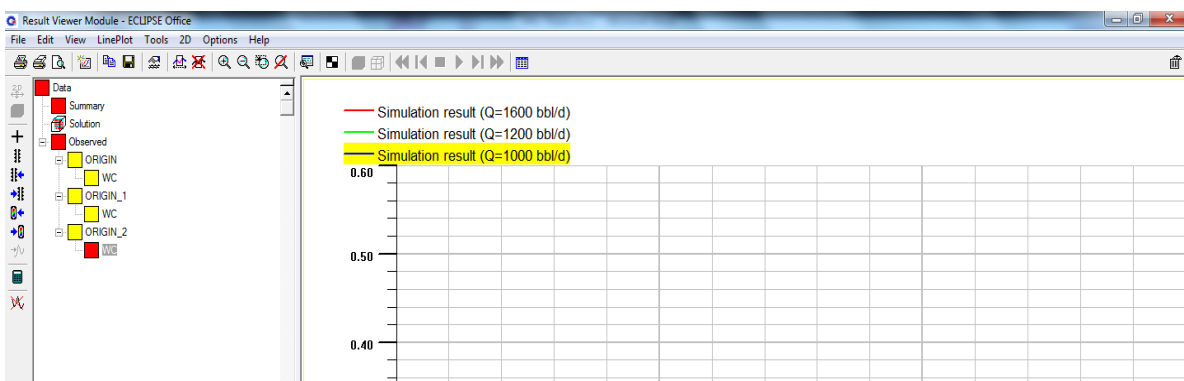 Result Viewer Module - ECLIPSE Office
File Edit View LinePlot Tools 2D Options Help
Data
Summary
Solution
Observed
ORIGIN
WC
ORIGIN_1
WC
ORIGIN_2
WC
Simulation result (Q=1600 bbl/d)
Simulation result (Q=1200 bbl/d)
Simulation result (Q=1000 bbl/d)
0.60
0.50
0.40